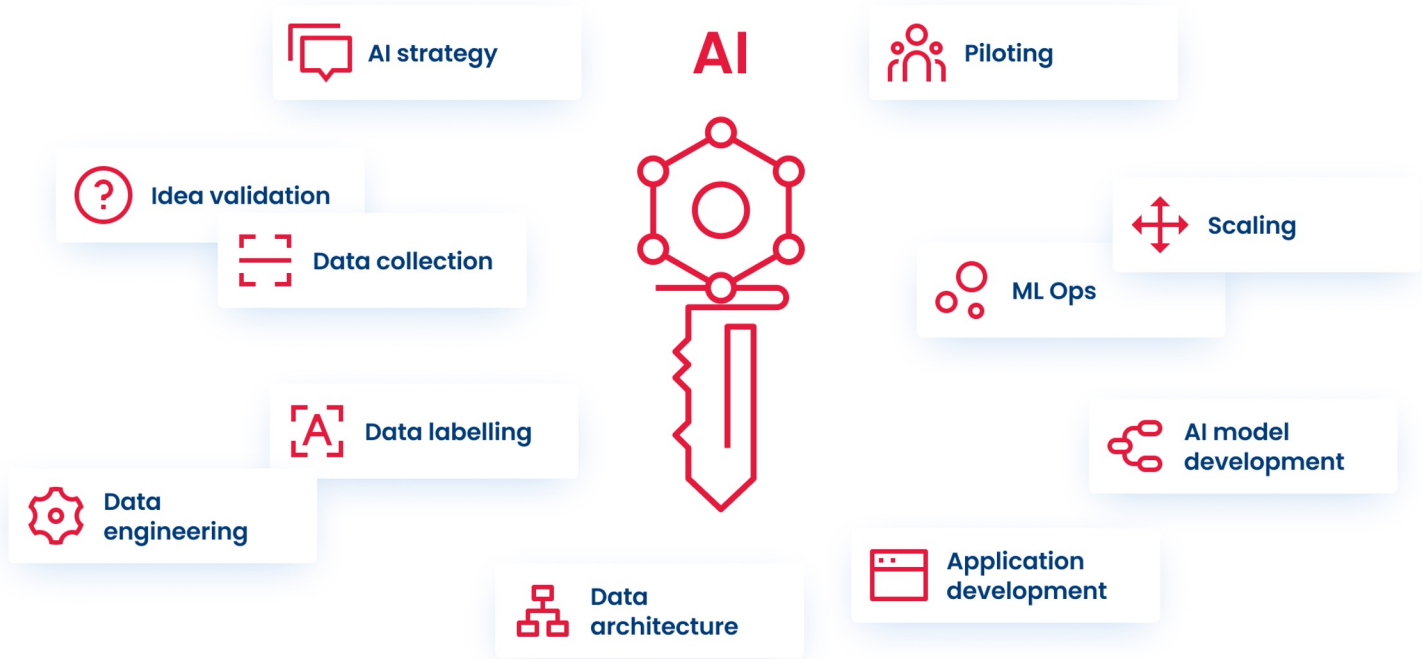 AI strategy
AI
Piloting
Idea validation
Scaling
Data collection
ML Ops
Data labelling
AI model
development
Data
engineering
Application
development
Data
architecture